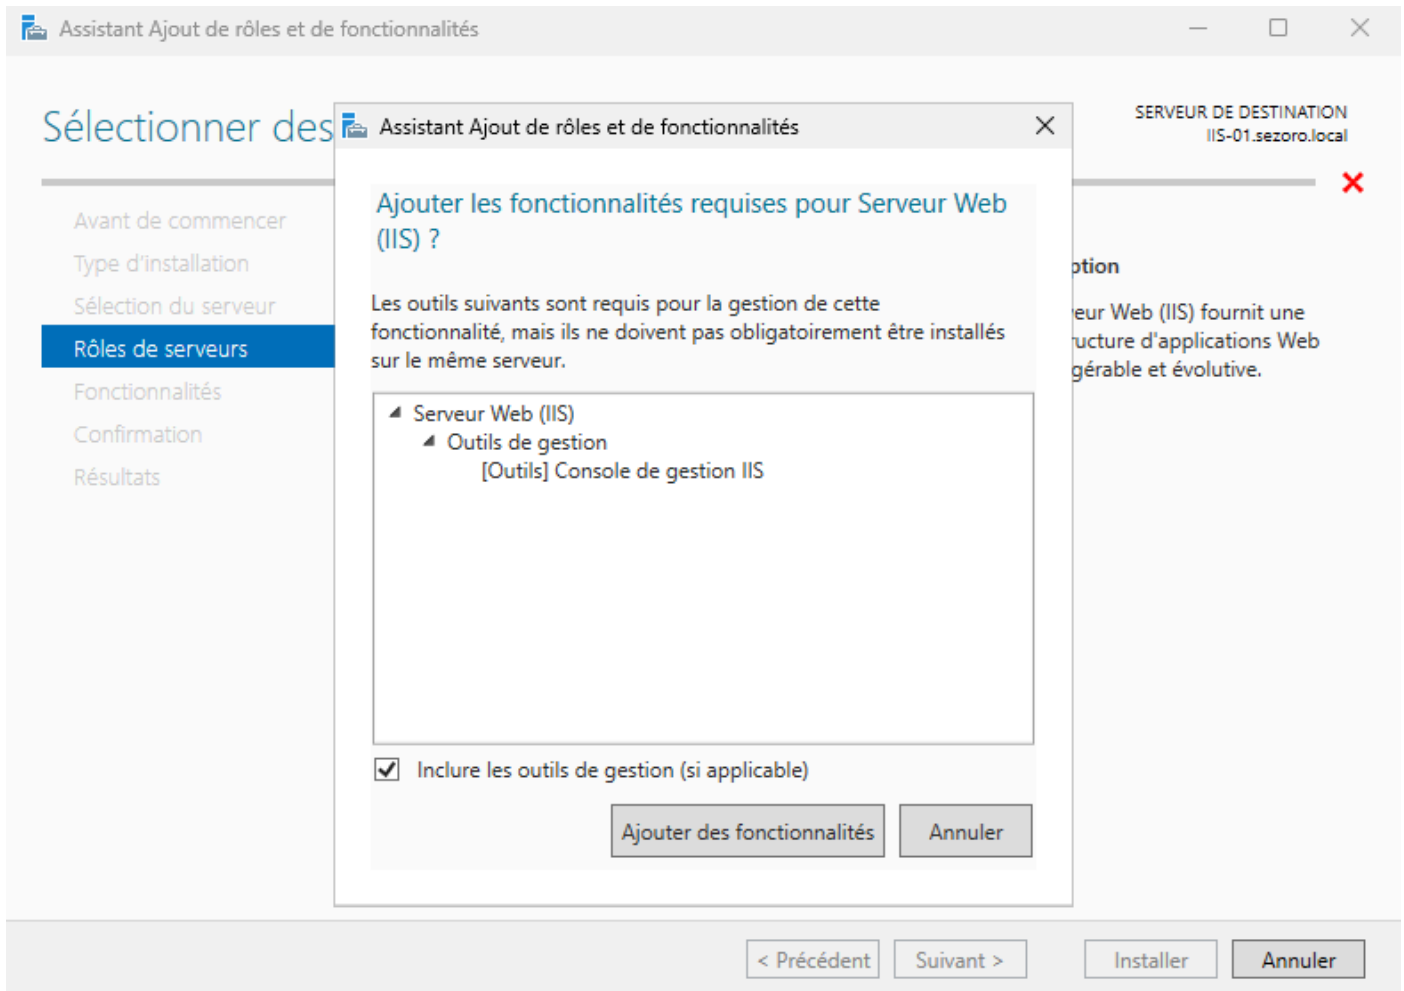 Assistant Ajout de rôles et de fonctionnalités
Sélectionner des
SERVEUR DE DESTINATION
IIS-01.sezoro.local
Avant de commencer
Type d'installation
Sélection du serveur
Rôles de serveurs
Fonctionnalités
Confirmation
Résultats
Assistant Ajout de rôles et de fonctionnalités
Ajouter les fonctionnalités requises pour Serveur Web
(IIS) ?
Les outils suivants sont requis pour la gestion de cette
fonctionnalité, mais ils ne doivent pas obligatoirement être installés
sur le même serveur.
Serveur Web (IIS)
Outils de gestion
[Outils] Console de gestion IIS
Inclure les outils de gestion (si applicable)
Ajouter des fonctionnalités
Annuler
ption
eur Web (IIS) fournit une
ructure d'applications Web
gérable et évolutive.
< Précédent
Suivant >
Installer
Annuler